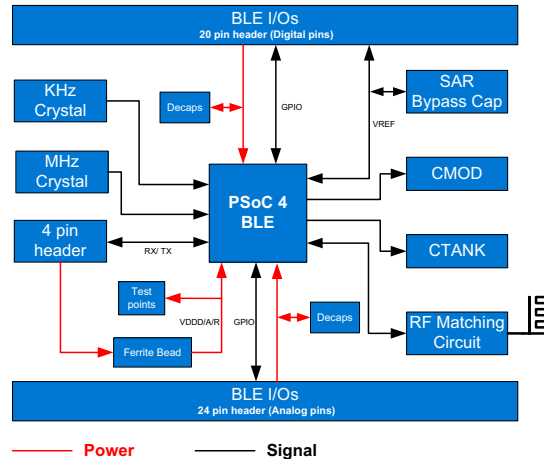 BLE I/Os
20 pin header (Digital pins)
KHz
Crystal
Decaps
GPIO
SAR
Bypass Cap
VREF
MHz
Crystal
PSoC 4
BLE
CMOD
4 pin
header
RX/ TX
CTANK
Test
points
VDDD/A/R
GPIO
Decaps
RF Matching
Circuit
Ferrite Bead
BLE I/Os
24 pin header (Analog pins)
Power
Signal